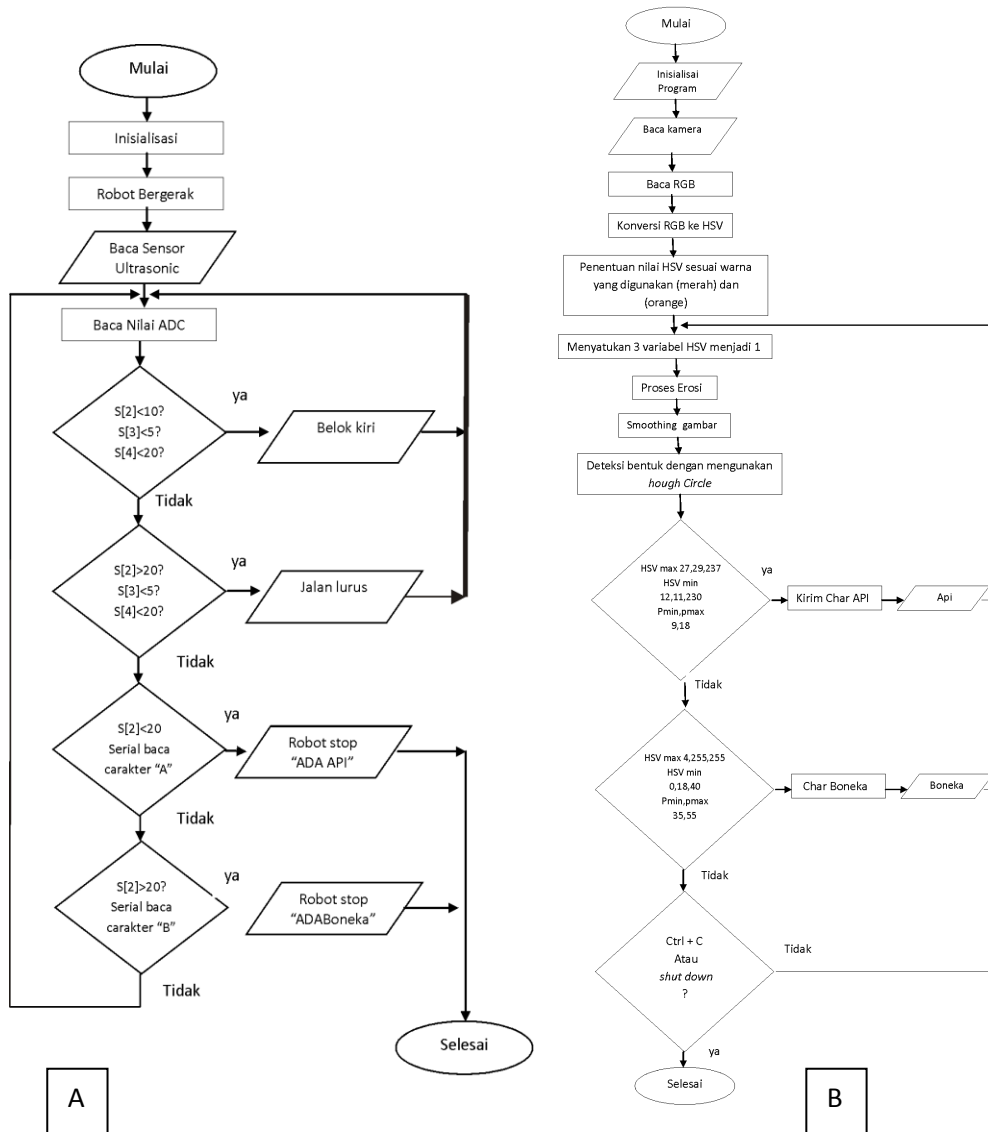 Mulai
Inisialisasi
Robot Bergerak
Baca Sensor
Ultrasonic
Baca Nilai ADC
S[2]<10?
S[3]<5?
S[4]<20?
ya
Belok kiri
Tidak
S[2]>20?
S[3]<5?
S[4]<20?
ya
Jalan lurus
Tidak
S[2]<20
Serial baca
carakter “A”
ya
Robot stop
“ADA API”
Tidak
S[2]>20?
Serial baca
carakter “B”
ya
Robot stop
“ADABoneka”
Tidak
Selesai
A
Mulai
Inisialisai
Program
Baca kamera
Baca RGB
Konversi RGB ke HSV
Penentuan nilai HSV sesuai warna
yang digunakan (merah) dan
(orange)
Menyatukan 3 variabel HSV menjadi 1
Proses Erosi
Smoothing gambar
Deteksi bentuk dengan mengunakan
hough Circle
HSV max 27,29,237
HSV min
12,11,230
Pmin,pmax
9,18
ya
Kirim Char API
Api
Tidak
HSV max 4,255,255
HSV min
0,18,40
Pmin,pmax
35,55
Char Boneka
Boneka
Tidak
Ctrl + C
Atau
shut down
?
Tidak
ya
Selesai
B